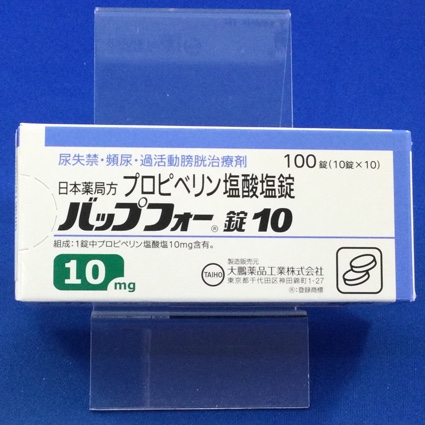 尿失禁・頻尿・過活動膀胱治療剤
100錠(10錠×10)
日本薬局方 プロピベリン塩酸塩錠
バップフォー®錠10
組成:1錠中プロピベリン塩酸塩10mg含有。
10mg
製造販売元
TAIHO 大鵬薬品工業株式会社
東京都千代田区神田錦町1-27
®:登録商標